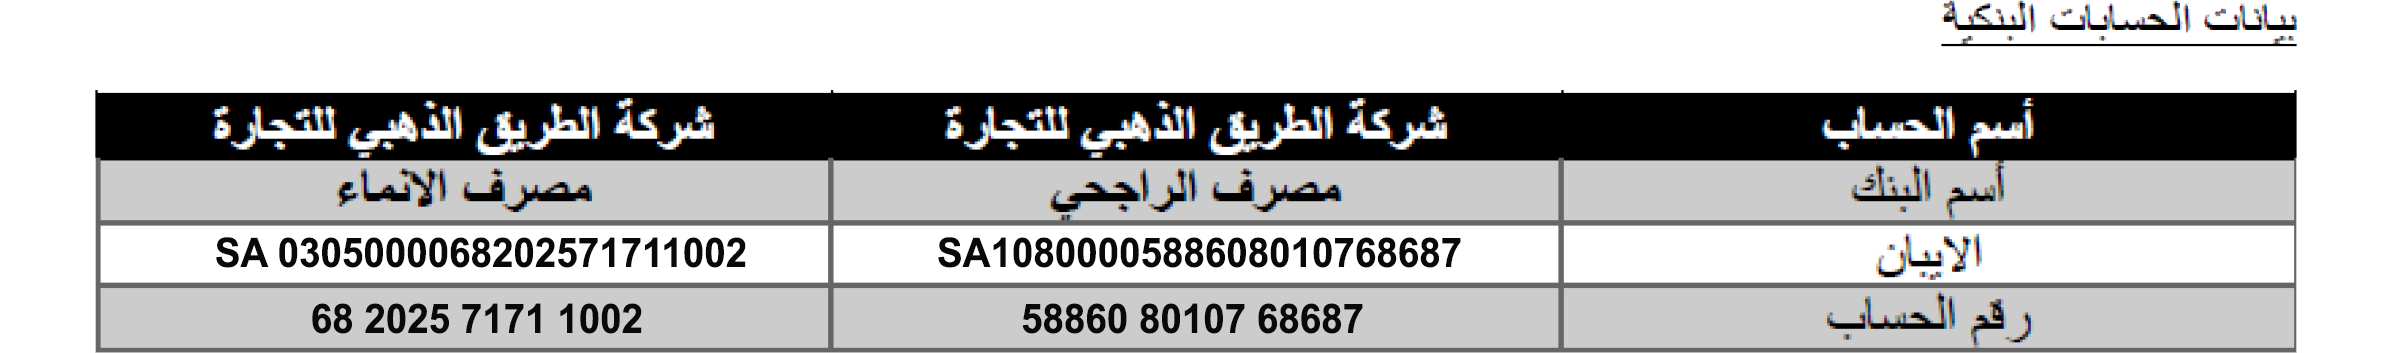 بيانات الحسابات البنكية
أسم الحساب شركة الطريق الذهبي للتجارة شركة الطريق الذهبي للتجارة
أسم البنك مصرف الراجحي مصرف الانماء
الايبان SA1080000588608010768687 SA 0305000068202571711002
رقم الحساب 58860 80107 68687 68 2025 7171 1002